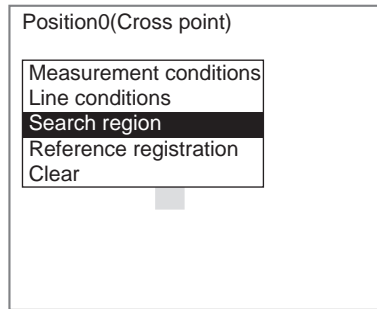 Position0(Cross point)
Measurement conditions
Line conditions
Search region
Reference registration
Clear